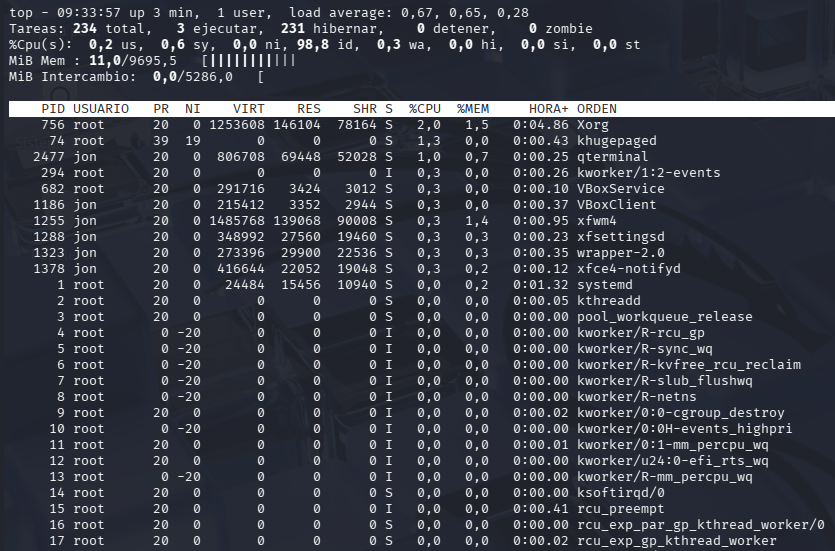 top - 09:33:57 up 3 min,  1 user,  load average: 0,67, 0,65, 0,28
Tareas: 234 total,   3 ejecutar, 231 hibernar,    0 detener,    0 zombie
%Cpu(s):  0,2 us,  0,6 sy,  0,0 ni, 98,8 id,  0,3 wa,  0,0 hi,  0,0 si,  0,0 st
MiB Mem : 11,0/9695,5   [|||||||||||
MiB Intercambio:  0,0/5286,0   [
PID USUARIO   PR  NI    VIRT    RES    SHR S  %CPU  %MEM     HORA+ ORDEN
756 root      20   0 1253608 146104  78164 S   2,0   1,5   0:04.86 Xorg
74 root      39  19       0      0      0 S   1,3   0,0   0:00.43 khugepaged
2477 jon       20   0  806708  69448  52028 S   1,0   0,7   0:00.25 qterminal
294 root      20   0       0      0      0 I   0,3   0,0   0:00.26 kworker/1:2-events
682 root      20   0  291716   3424   3012 S   0,3   0,0   0:00.10 VBoxService
1186 jon       20   0  215412   3352   2944 S   0,3   0,0   0:00.37 VBoxClient
1255 jon       20   0 1485768 139068  90008 S   0,3   1,4   0:00.95 xfwm4
1288 jon       20   0  348992  27560  19460 S   0,3   0,3   0:00.23 xfsettingsd
1323 jon       20   0  273396  29900  22536 S   0,3   0,3   0:00.35 wrapper-2.0
1378 jon       20   0  416644  22052  19048 S   0,3   0,2   0:00.12 xfce4-notifyd
1 root      20   0   24484  15456  10940 S   0,0   0,2   0:01.32 systemd
2 root      20   0       0      0      0 S   0,0   0,0   0:00.05 kthreadd
3 root      20   0       0      0      0 S   0,0   0,0   0:00.00 pool_workqueue_release
4 root       0 -20       0      0      0 I   0,0   0,0   0:00.00 kworker/R-rcu_gp
5 root       0 -20       0      0      0 I   0,0   0,0   0:00.00 kworker/R-sync_wq
6 root       0 -20       0      0      0 I   0,0   0,0   0:00.00 kworker/R-kvfree_rcu_reclaim
7 root       0 -20       0      0      0 I   0,0   0,0   0:00.00 kworker/R-slub_flushwq
8 root       0 -20       0      0      0 I   0,0   0,0   0:00.00 kworker/R-netns
9 root      20   0       0      0      0 I   0,0   0,0   0:00.02 kworker/0:0-cgroup_destroy
10 root       0 -20       0      0      0 I   0,0   0,0   0:00.00 kworker/0:0H-events_highpri
11 root      20   0       0      0      0 I   0,0   0,0   0:00.01 kworker/0:1-mm_percpu_wq
12 root      20   0       0      0      0 I   0,0   0,0   0:00.00 kworker/u24:0-efi_rts_wq
13 root       0 -20       0      0      0 I   0,0   0,0   0:00.00 kworker/R-mm_percpu_wq
14 root      20   0       0      0      0 S   0,0   0,0   0:00.00 ksoftirqd/0
15 root      20   0       0      0      0 I   0,0   0,0   0:00.41 rcu_preempt
16 root      20   0       0      0      0 S   0,0   0,0   0:00.00 rcu_exp_par_gp_kthread_worker/0
17 root      20   0       0      0      0 S   0,0   0,0   0:00.02 rcu_exp_gp_kthread_worker